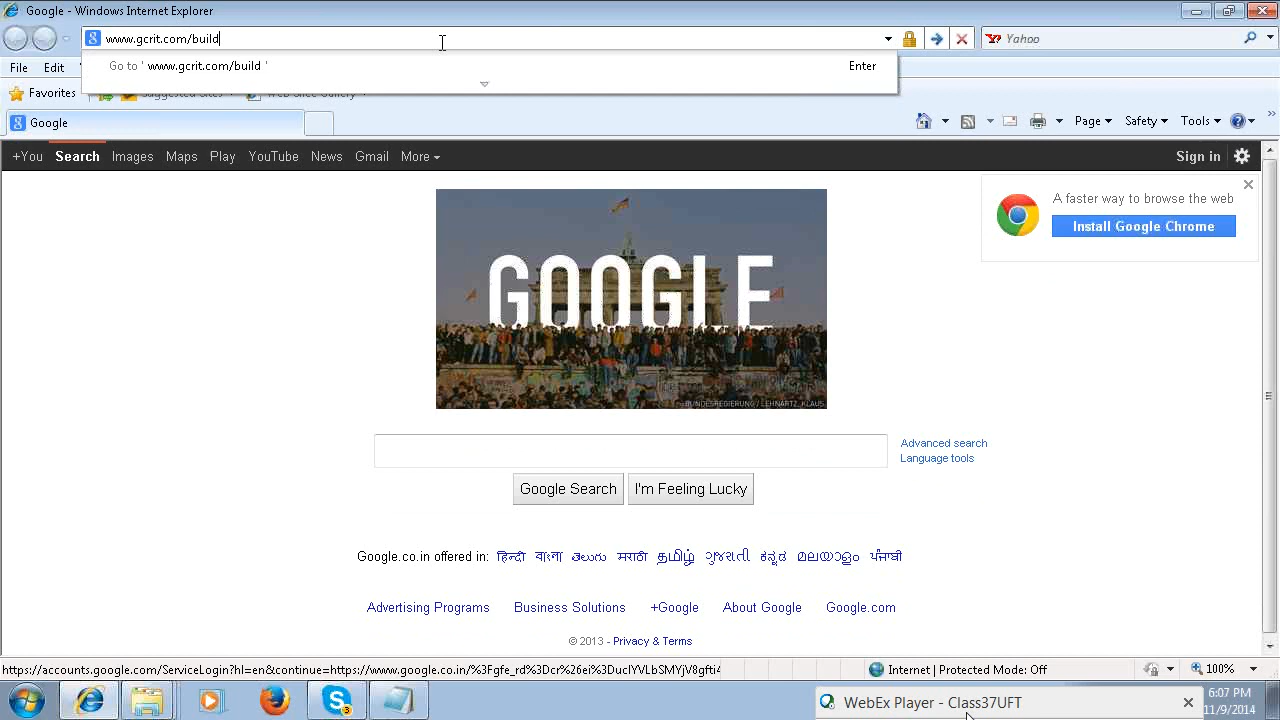 Google - Windows Internet Explorer
www.gcrit.com/build
Yahoo
File Edit
Go to ' www.gcrit.com/build ' Enter
Favorites Suggested Sites Web Slice Gallery
Google
Page Safety Tools
+You Search Images Maps Play YouTube News Gmail More
Sign in
A faster way to browse the web
Install Google Chrome
GOOGLE
BUNDESREGIERUNG / LEHNARTZ, KLAUS
Advanced search
Language tools
Google Search I'm Feeling Lucky
Google.co.in offered in: हिन्दी বাংলা తెలుగు मराठी தமிழ் ગુજરાતી ಕನ್ನಡ മലയാളം ਪੰਜਾਬੀ
Advertising Programs Business Solutions +Google About Google Google.com
© 2013 - Privacy & Terms
https://accounts.google.com/ServiceLogin?hl=en&continue=https://www.google.co.in/%3Fgfe_rd%3Dcr%26ei%3DuclYVLbSMYjV8gfti4
Internet | Protected Mode: Off
100%
3
WebEx Player - Class37UFT
6:07 PM
11/9/2014